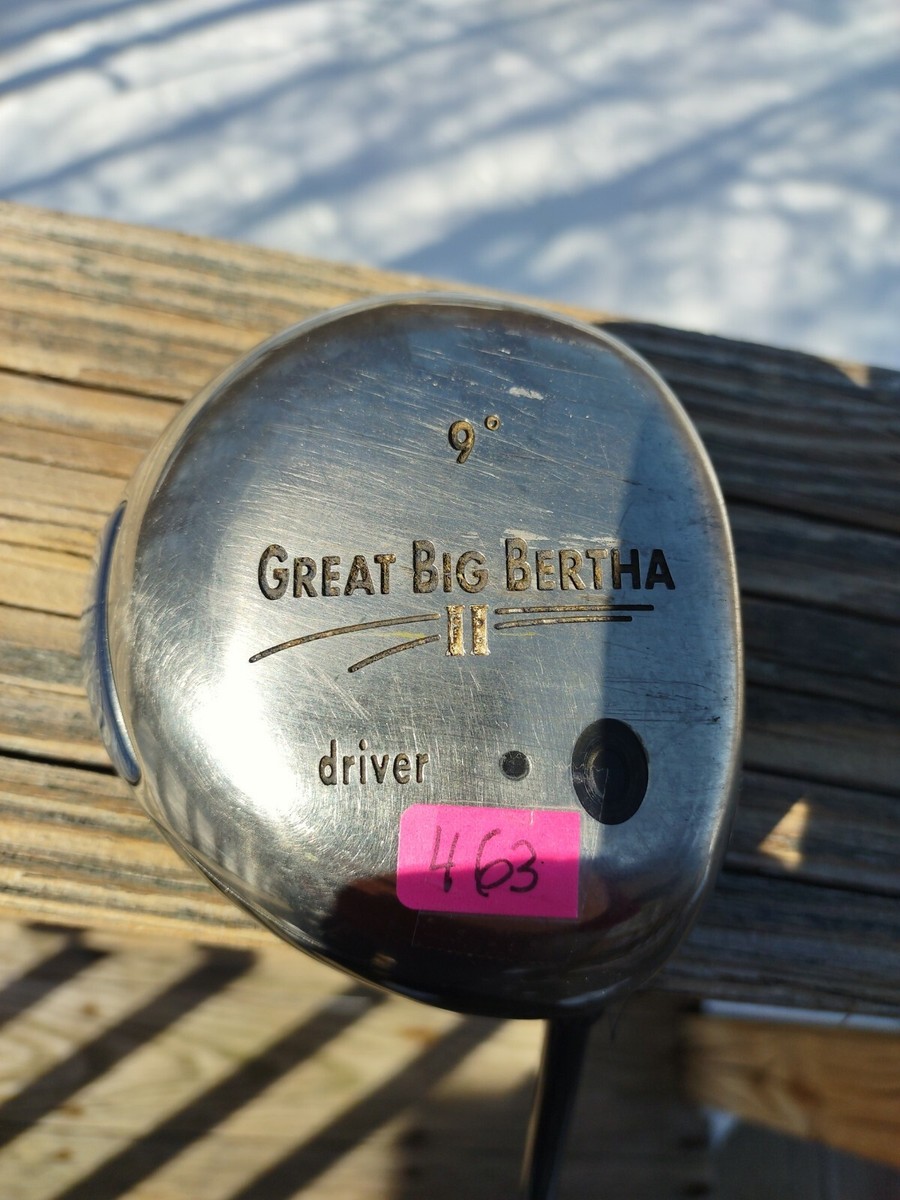 9°
GREAT BIG BERTHA
II
driver
463